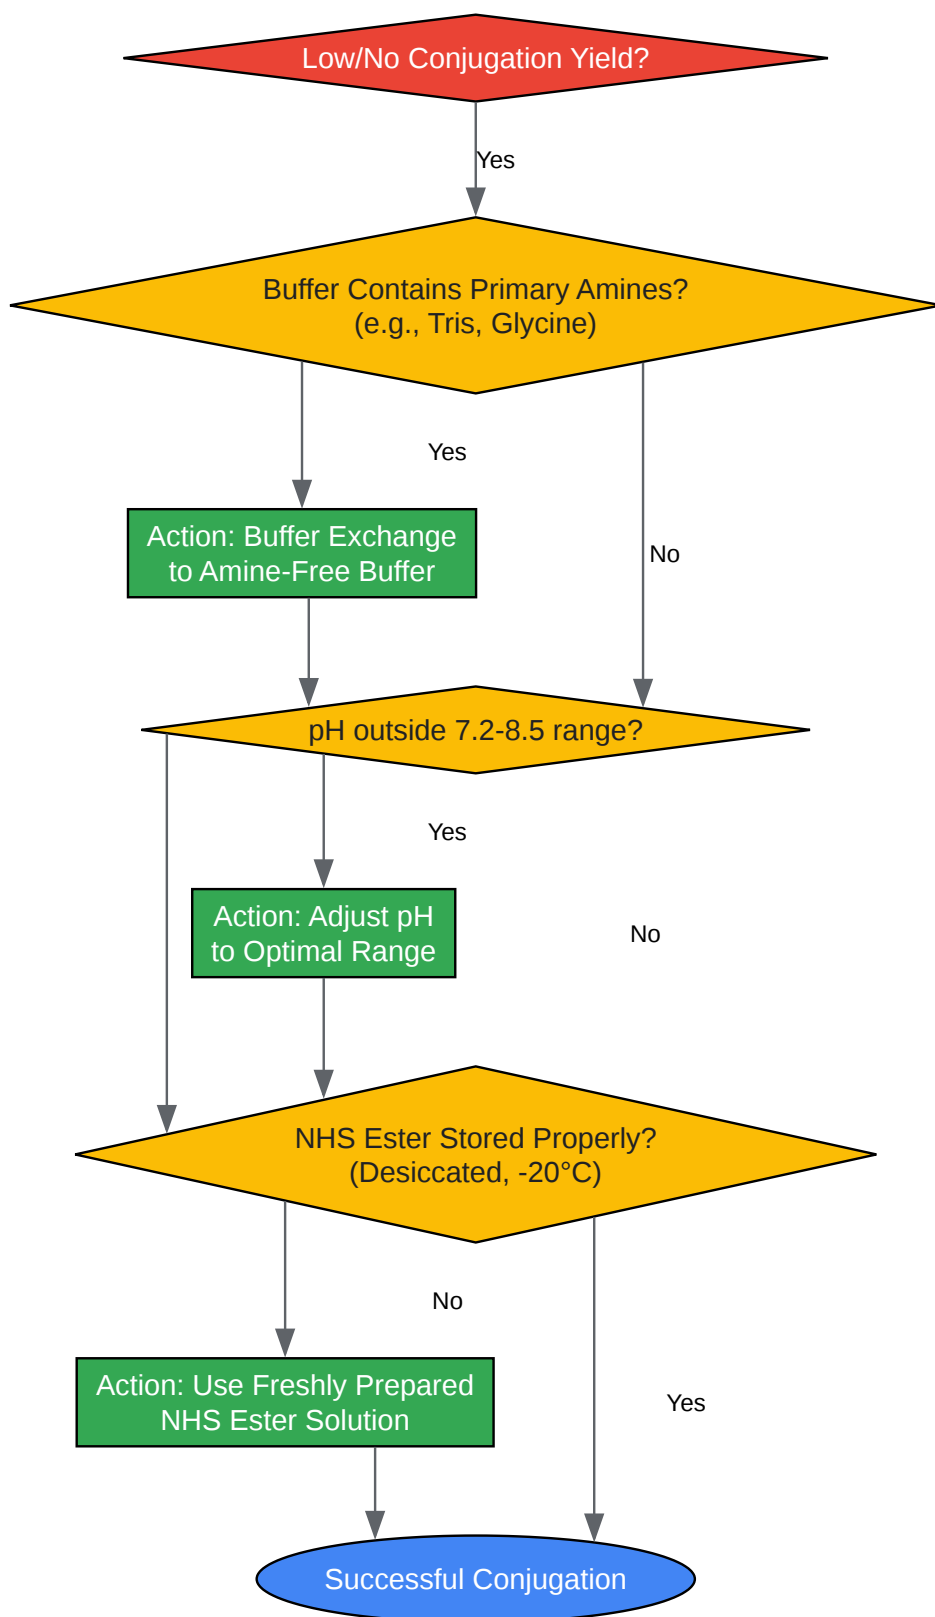 Low/No Conjugation Yield?
Yes
Buffer Contains Primary Amines?
(e.g., Tris, Glycine)
Yes
Action: Buffer Exchange
to Amine-Free Buffer
No
pH outside 7.2-8.5 range?
Yes
Action: Adjust pH
to Optimal Range
No
NHS Ester Stored Properly?
(Desiccated, -20°C)
No
Action: Use Freshly Prepared
NHS Ester Solution
Yes
Successful Conjugation